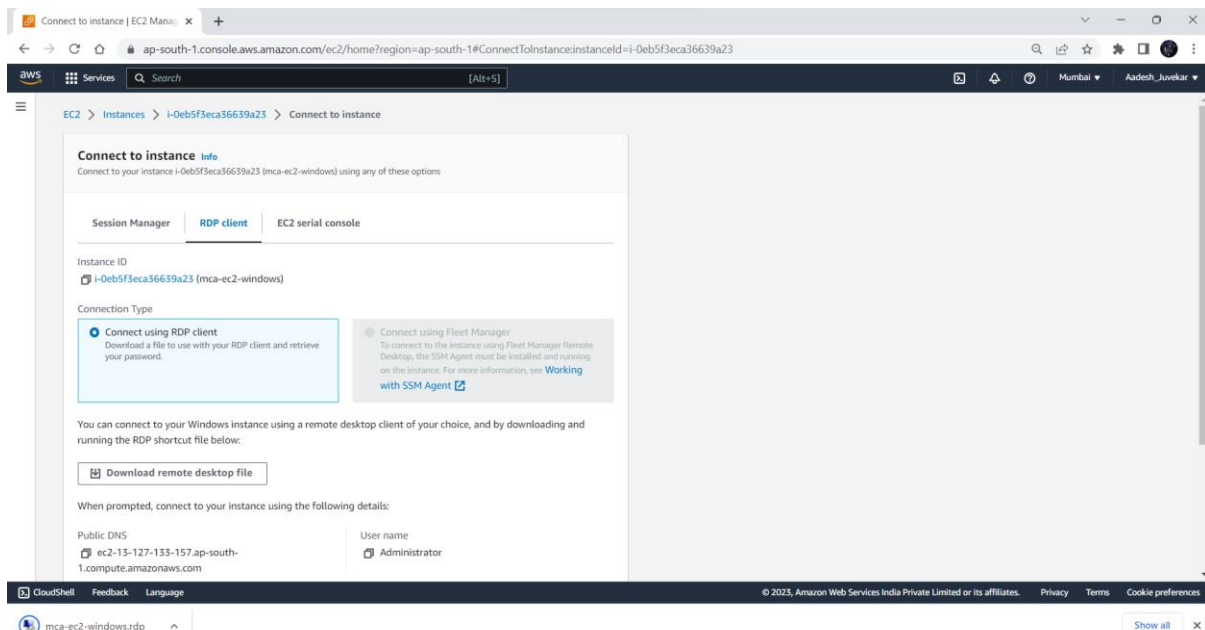 Connect to instance | EC2 Manag
ap-south-1.console.aws.amazon.com/ec2/home?region=ap-south-1#ConnectToInstance:instanceId=i-0eb5f3eca36639a23
aws Services Search [Alt+S] Mumbai Aadesh_Juvekar
EC2 > Instances > i-0eb5f3eca36639a23 > Connect to instance
Connect to instance Info
Connect to your instance i-0eb5f3eca36639a23 (mca-ec2-windows) using any of these options
Session Manager RDP client EC2 serial console
Instance ID
i-0eb5f3eca36639a23 (mca-ec2-windows)
Connection Type
Connect using RDP client
Download a file to use with your RDP client and retrieve
your password.
Connect using Fleet Manager
To connect to the instance using Fleet Manager Remote
Desktop, the SSM Agent must be installed and running
on the instance. For more information, see Working
with SSM Agent
You can connect to your Windows instance using a remote desktop client of your choice, and by downloading and
running the RDP shortcut file below:
Download remote desktop file
When prompted, connect to your instance using the following details:
Public DNS
ec2-13-127-133-157.ap-south-
1.compute.amazonaws.com
User name
Administrator
CloudShell Feedback Language © 2023, Amazon Web Services India Private Limited or its affiliates. Privacy Terms Cookie preferences
mca-ec2-windows.rdp Show all